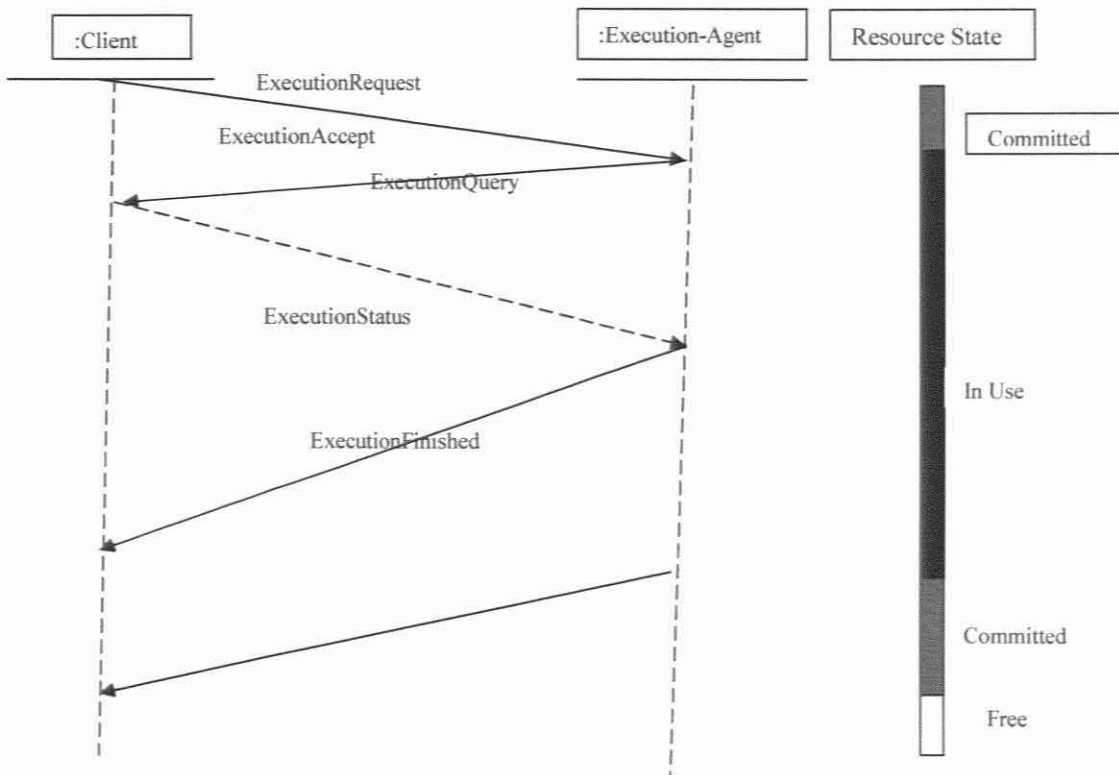 :Client
:Execution-Agent
Resource State
ExecutionRequest
ExecutionAccept
Committed
ExecutionQuery
ExecutionStatus
In Use
ExecutionFinished
Committed
Free